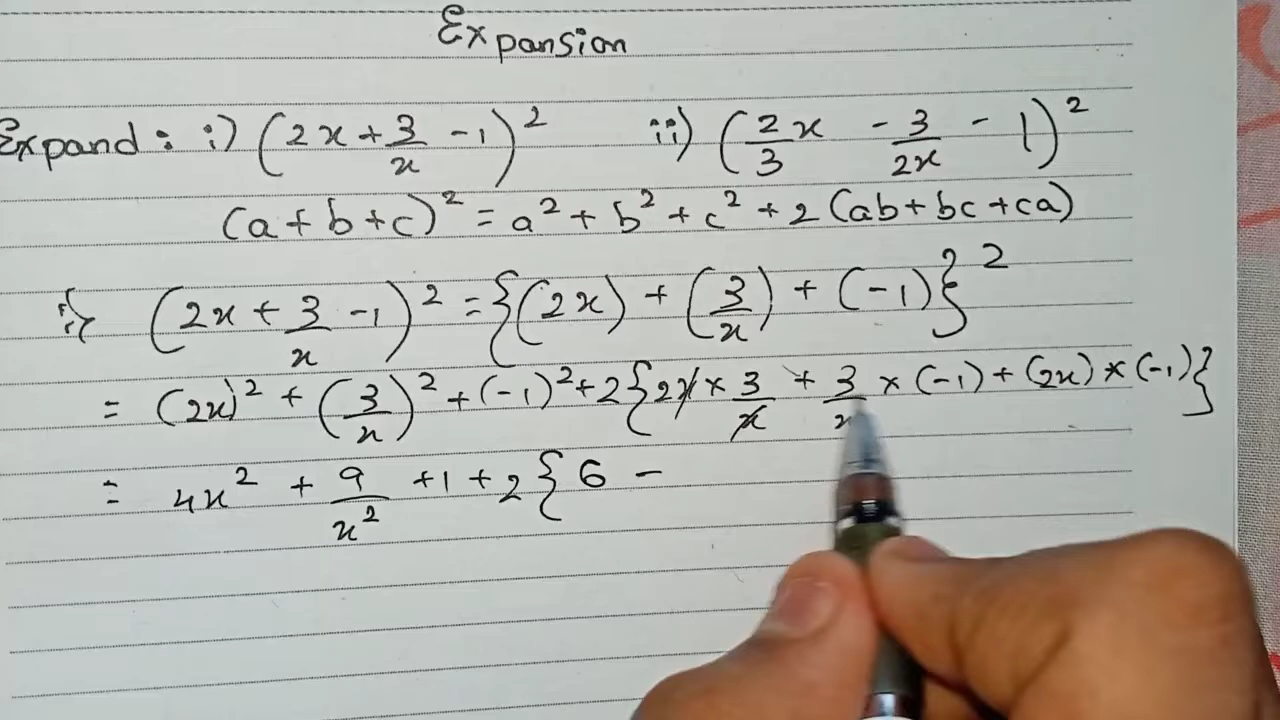 Expansion
Expand : i) (2x + 3/x - 1)² ii) (2x/3 - 3/2x - 1)²
(a + b + c)² = a² + b² + c² + 2 (ab + bc + ca)
i) (2x + 3/x - 1)² = {(2x) + (3/x) + (-1)}²
= (2x)² + (3/x)² + (-1)² + 2{2x × 3/x + 3/x × (-1) + (2x) × (-1)}
= 4x² + 9/x² + 1 + 2 { 6 -